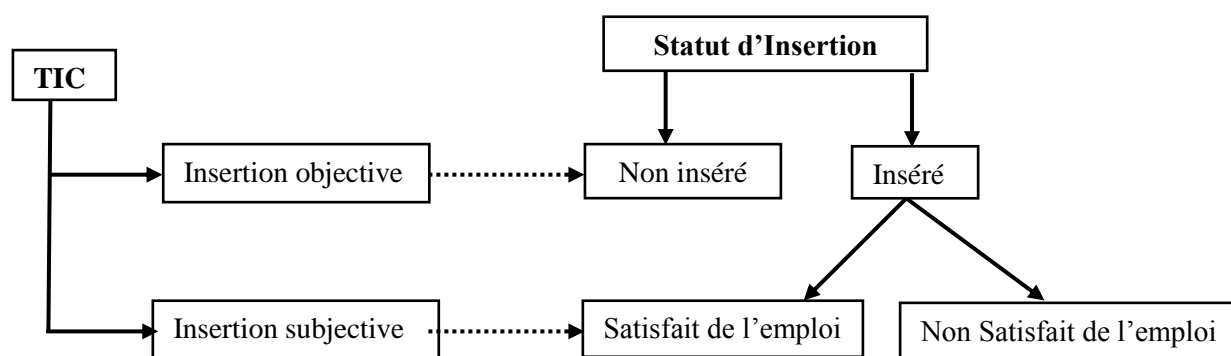 Statut d’Insertion
TIC
Insertion objective
Non inséré
Inséré
Insertion subjective
Satisfait de l’emploi
Non Satisfait de l’emploi